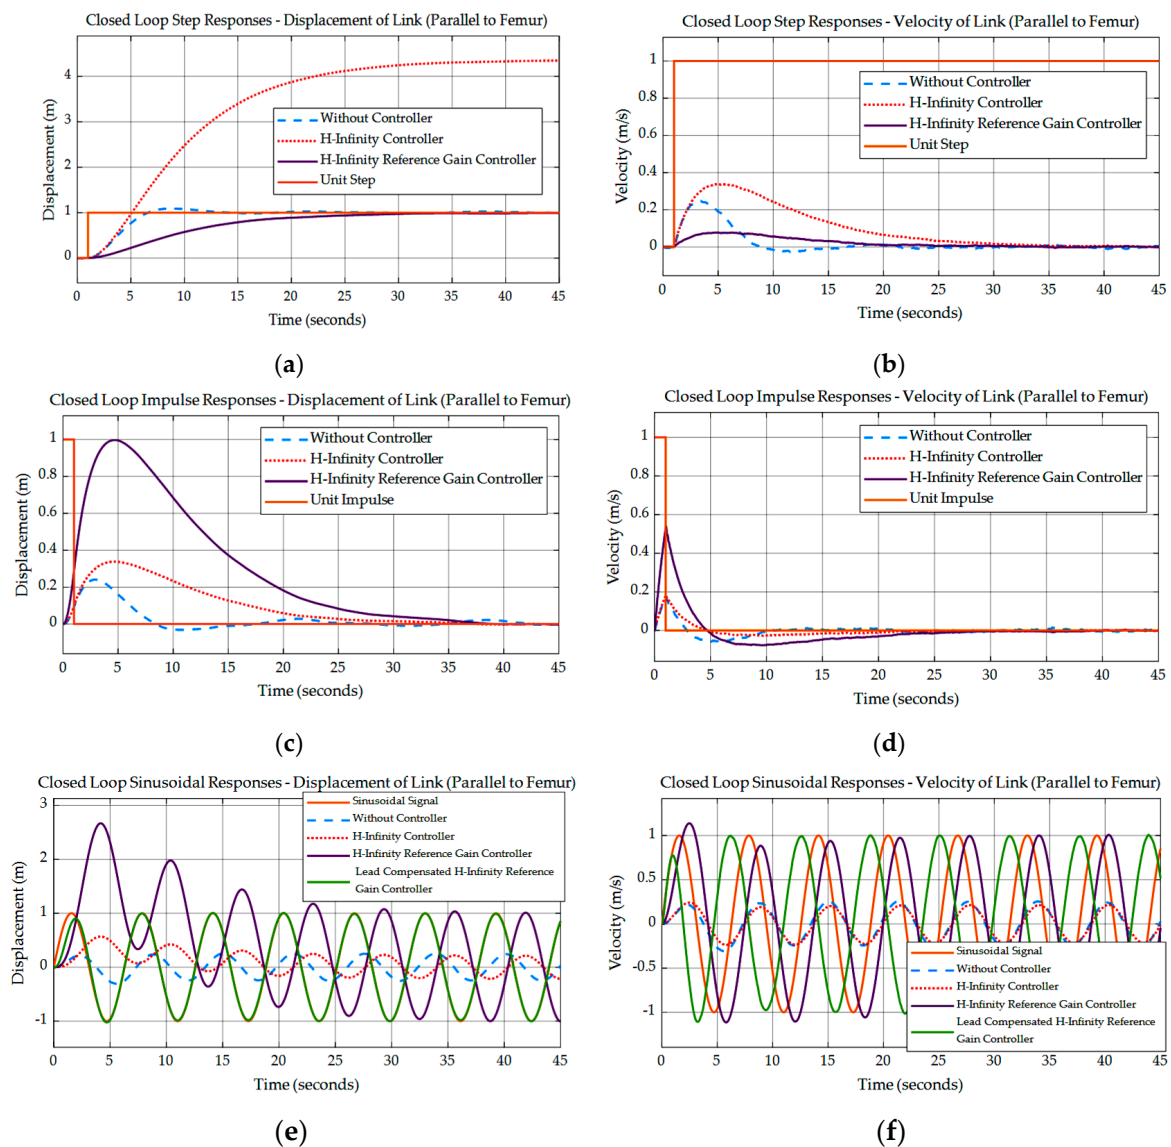 Closed Loop Step Responses - Displacement of Link (Parallel to Femur)
Displacement (m)
4
3
2
1
0
Without Controller
H-Infinity Controller
H-Infinity Reference Gain Controller
Unit Step
0 5 10 15 20 25 30 35 40 45
Time (seconds)
(a)
Closed Loop Step Responses - Velocity of Link (Parallel to Femur)
Velocity (m/s)
1
0.8
0.6
0.4
0.2
0
Without Controller
H-Infinity Controller
H-Infinity Reference Gain Controller
Unit Step
0 5 10 15 20 25 30 35 40 45
Time (seconds)
(b)
Closed Loop Impulse Responses - Displacement of Link (Parallel to Femur)
Displacement (m)
1
0.8
0.6
0.4
0.2
0
Without Controller
H-Infinity Controller
H-Infinity Reference Gain Controller
Unit Impulse
0 5 10 15 20 25 30 35 40 45
Time (seconds)
(c)
Closed Loop Impulse Responses - Velocity of Link (Parallel to Femur)
Velocity (m/s)
1
0.8
0.6
0.4
0.2
0
Without Controller
H-Infinity Controller
H-Infinity Reference Gain Controller
Unit Impulse
0 5 10 15 20 25 30 35 40 45
Time (seconds)
(d)
Closed Loop Sinusoidal Responses - Displacement of Link (Parallel to Femur)
Displacement (m)
3
2
1
0
-1
Sinusoidal Signal
Without Controller
H-Infinity Controller
H-Infinity Reference Gain Controller
Lead Compensated H-Infinity Reference
Gain Controller
0 5 10 15 20 25 30 35 40 45
Time (seconds)
(e)
Closed Loop Sinusoidal Responses - Velocity of Link (Parallel to Femur)
Velocity (m/s)
1
0.5
0
-0.5
-1
Sinusoidal Signal
Without Controller
H-Infinity Controller
H-Infinity Reference Gain Controller
Lead Compensated H-Infinity Reference
Gain Controller
0 5 10 15 20 25 30 35 40 45
Time (seconds)
(f)